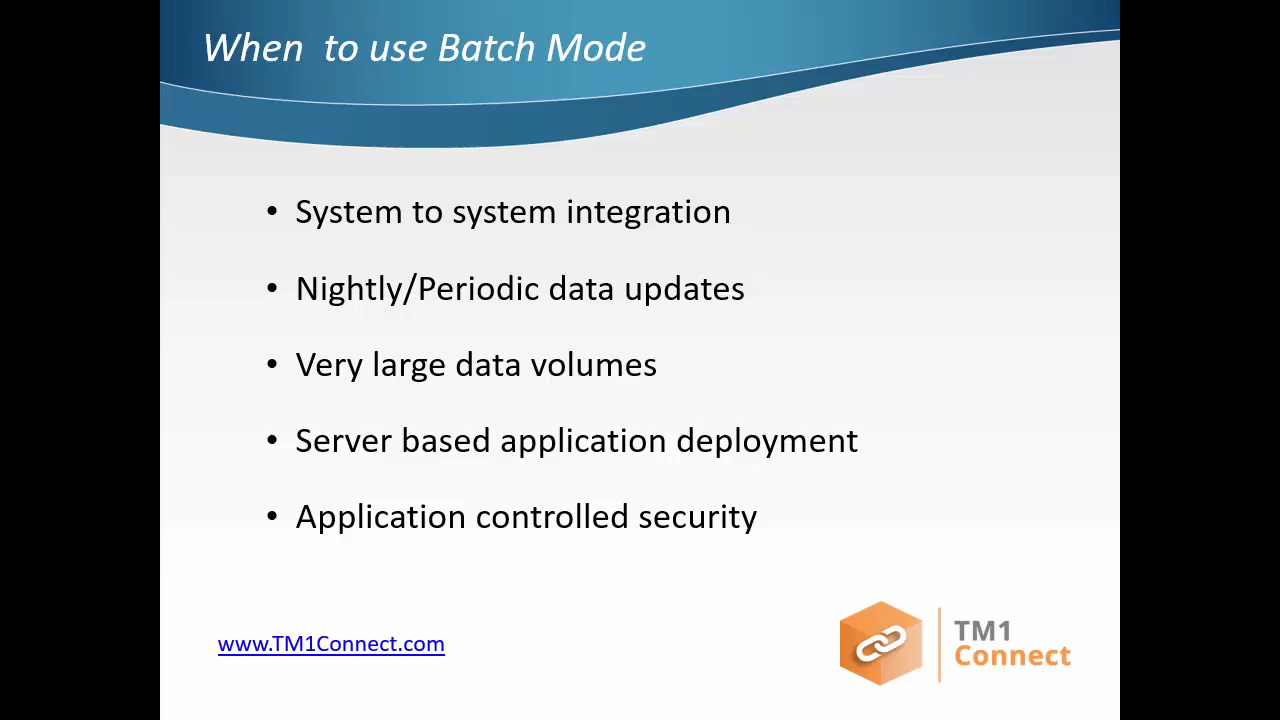 When  to use Batch Mode
• System to system integration
• Nightly/Periodic data updates
• Very large data volumes
• Server based application deployment
• Application controlled security
www.TM1Connect.com
TM1
Connect